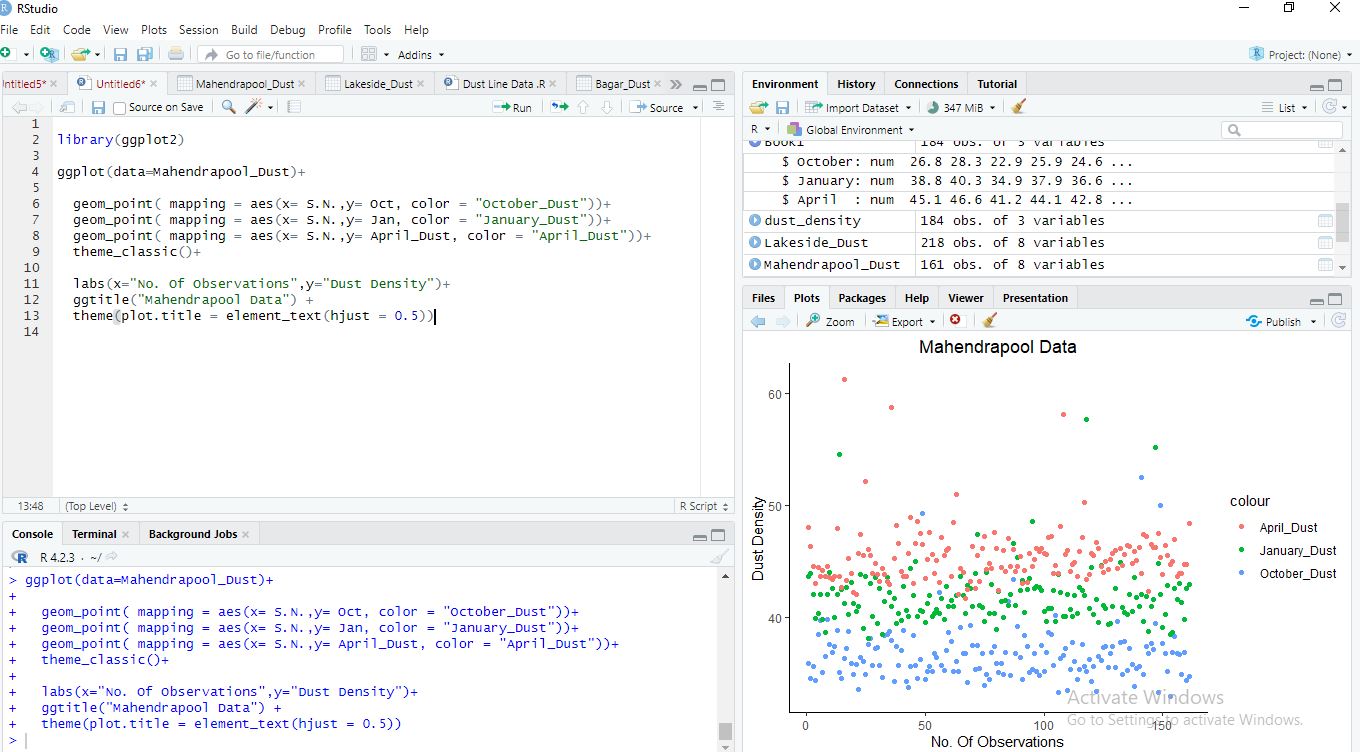 RStudio
File Edit Code View Plots Session Build Debug Profile Tools Help
Go to file/function Addins Project: (None)
Untitled5* Untitled6* Mahendrapool_Dust Lakeside_Dust Dust Line Data .R Bagar_Dust
Source on Save Run Source
1
2 library(ggplot2)
3
4 ggplot(data=Mahendrapool_Dust)+
5
6 geom_point( mapping = aes(x= S.N.,y= Oct, color = "October_Dust"))+
7 geom_point( mapping = aes(x= S.N.,y= Jan, color = "January_Dust"))+
8 geom_point( mapping = aes(x= S.N.,y= April_Dust, color = "April_Dust"))+
9 theme_classic()+
10
11 labs(x="No. Of Observations",y="Dust Density")+
12 ggtitle("Mahendrapool Data") +
13 theme(plot.title = element_text(hjust = 0.5))
14
13:48 (Top Level) R Script
Console Terminal Background Jobs
R 4.2.3 · ~/
> ggplot(data=Mahendrapool_Dust)+
+
+ geom_point( mapping = aes(x= S.N.,y= Oct, color = "October_Dust"))+
+ geom_point( mapping = aes(x= S.N.,y= Jan, color = "January_Dust"))+
+ geom_point( mapping = aes(x= S.N.,y= April_Dust, color = "April_Dust"))+
+ theme_classic()+
+
+ labs(x="No. Of Observations",y="Dust Density")+
+ ggtitle("Mahendrapool Data") +
+ theme(plot.title = element_text(hjust = 0.5))
>
Environment History Connections Tutorial
Import Dataset 347 MiB List
R Global Environment
Book1 184 obs. of 3 variables
$ October: num 26.8 28.3 22.9 25.9 24.6 ...
$ January: num 38.8 40.3 34.9 37.9 36.6 ...
$ April : num 45.1 46.6 41.2 44.1 42.8 ...
dust_density 184 obs. of 3 variables
Lakeside_Dust 218 obs. of 8 variables
Mahendrapool_Dust 161 obs. of 8 variables
Files Plots Packages Help Viewer Presentation
Zoom Export Publish
Mahendrapool Data
60
50
40
Dust Density
0 50 100 150
No. Of Observations
colour
April_Dust
January_Dust
October_Dust
Activate Windows
Go to Settings to activate Windows.